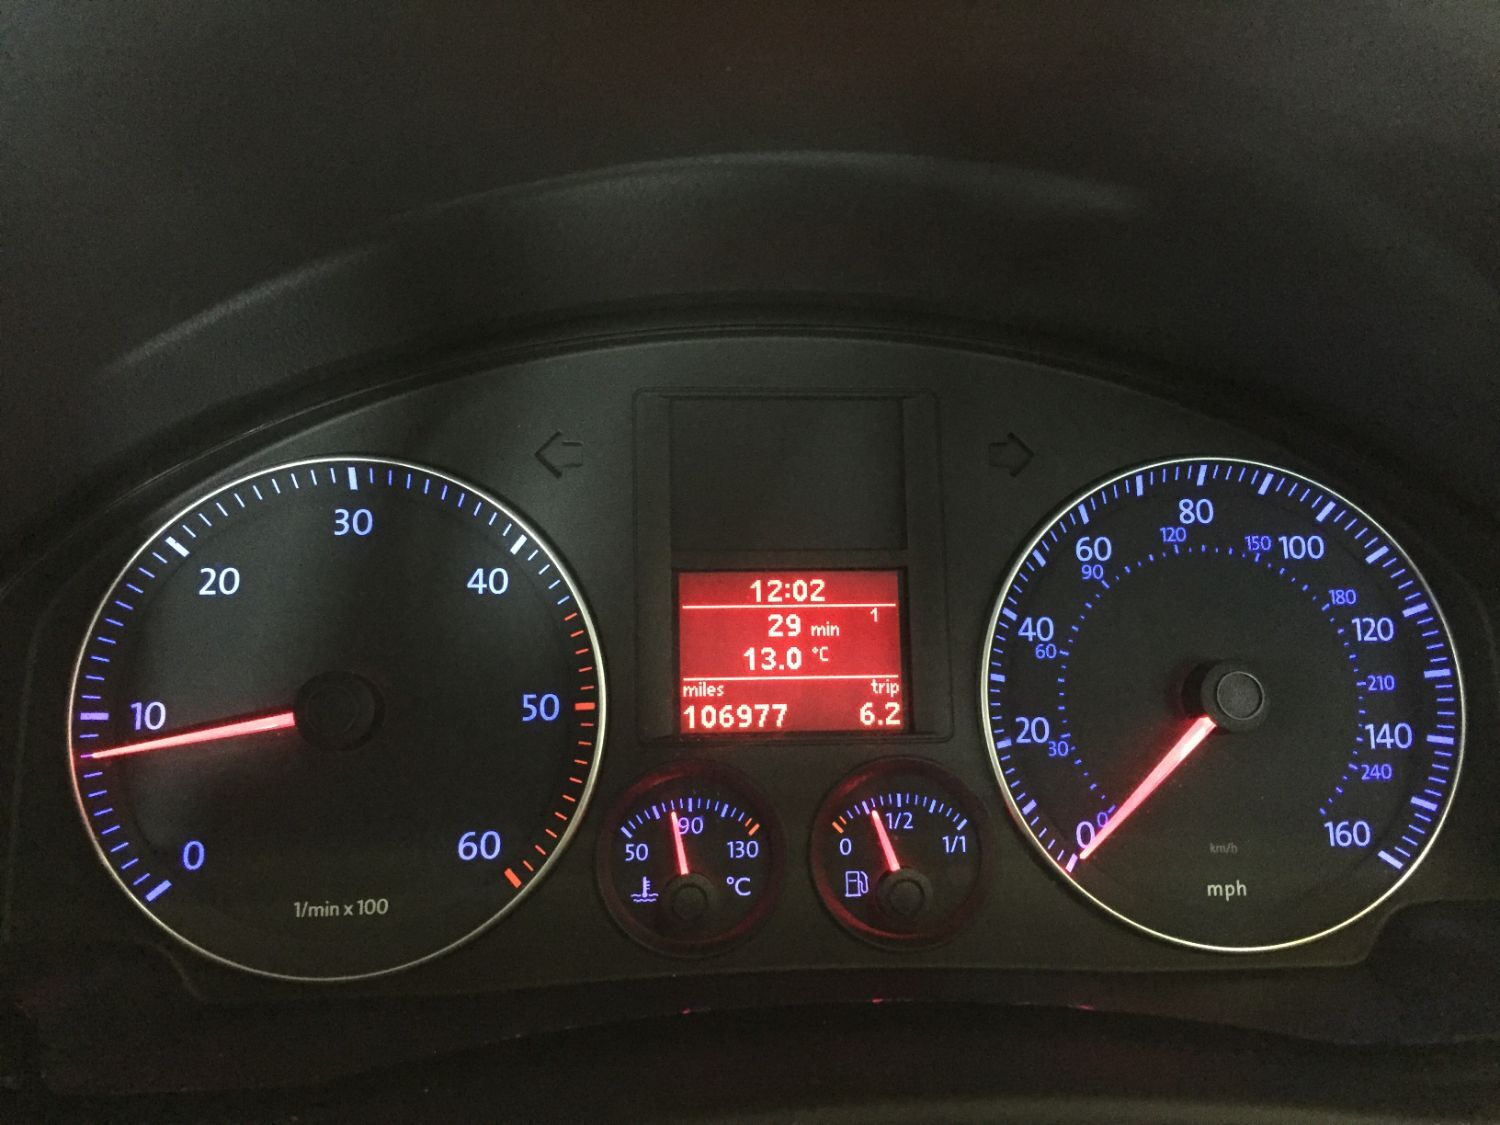 0
10
20
30
40
50
60
1/min x 100
12:02
29 min 1
13.0 °C
miles trip
106977 6.2
50 90 130
°C
0 1/2 1/1
0 20 40 60 80 100 120 140 160
0 30 60 90 120 150 180 210 240
km/h
mph